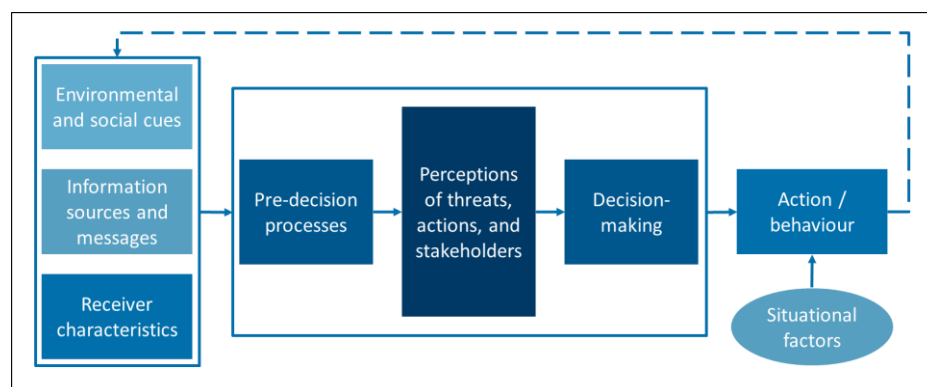 Environmental
and social cues
Information
sources and
messages
Receiver
characteristics
Pre-decision
processes
Perceptions
of threats,
actions, and
stakeholders
Decision-
making
Action /
behaviour
Situational
factors